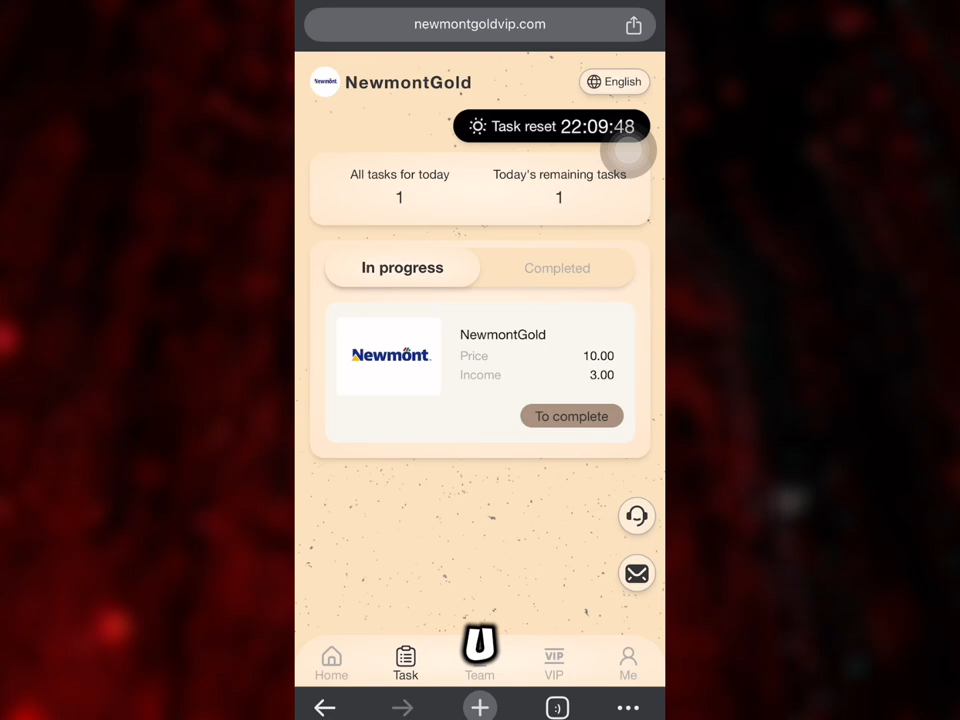 newmontgoldvip.com
Newmont
NewmontGold
English
Task reset 22:09:48
All tasks for today
Today's remaining tasks
1
1
In progress
Completed
Newmont
NewmontGold
Price 10.00
Income 3.00
To complete
U
Home
Task
Team
VIP
VIP
Me